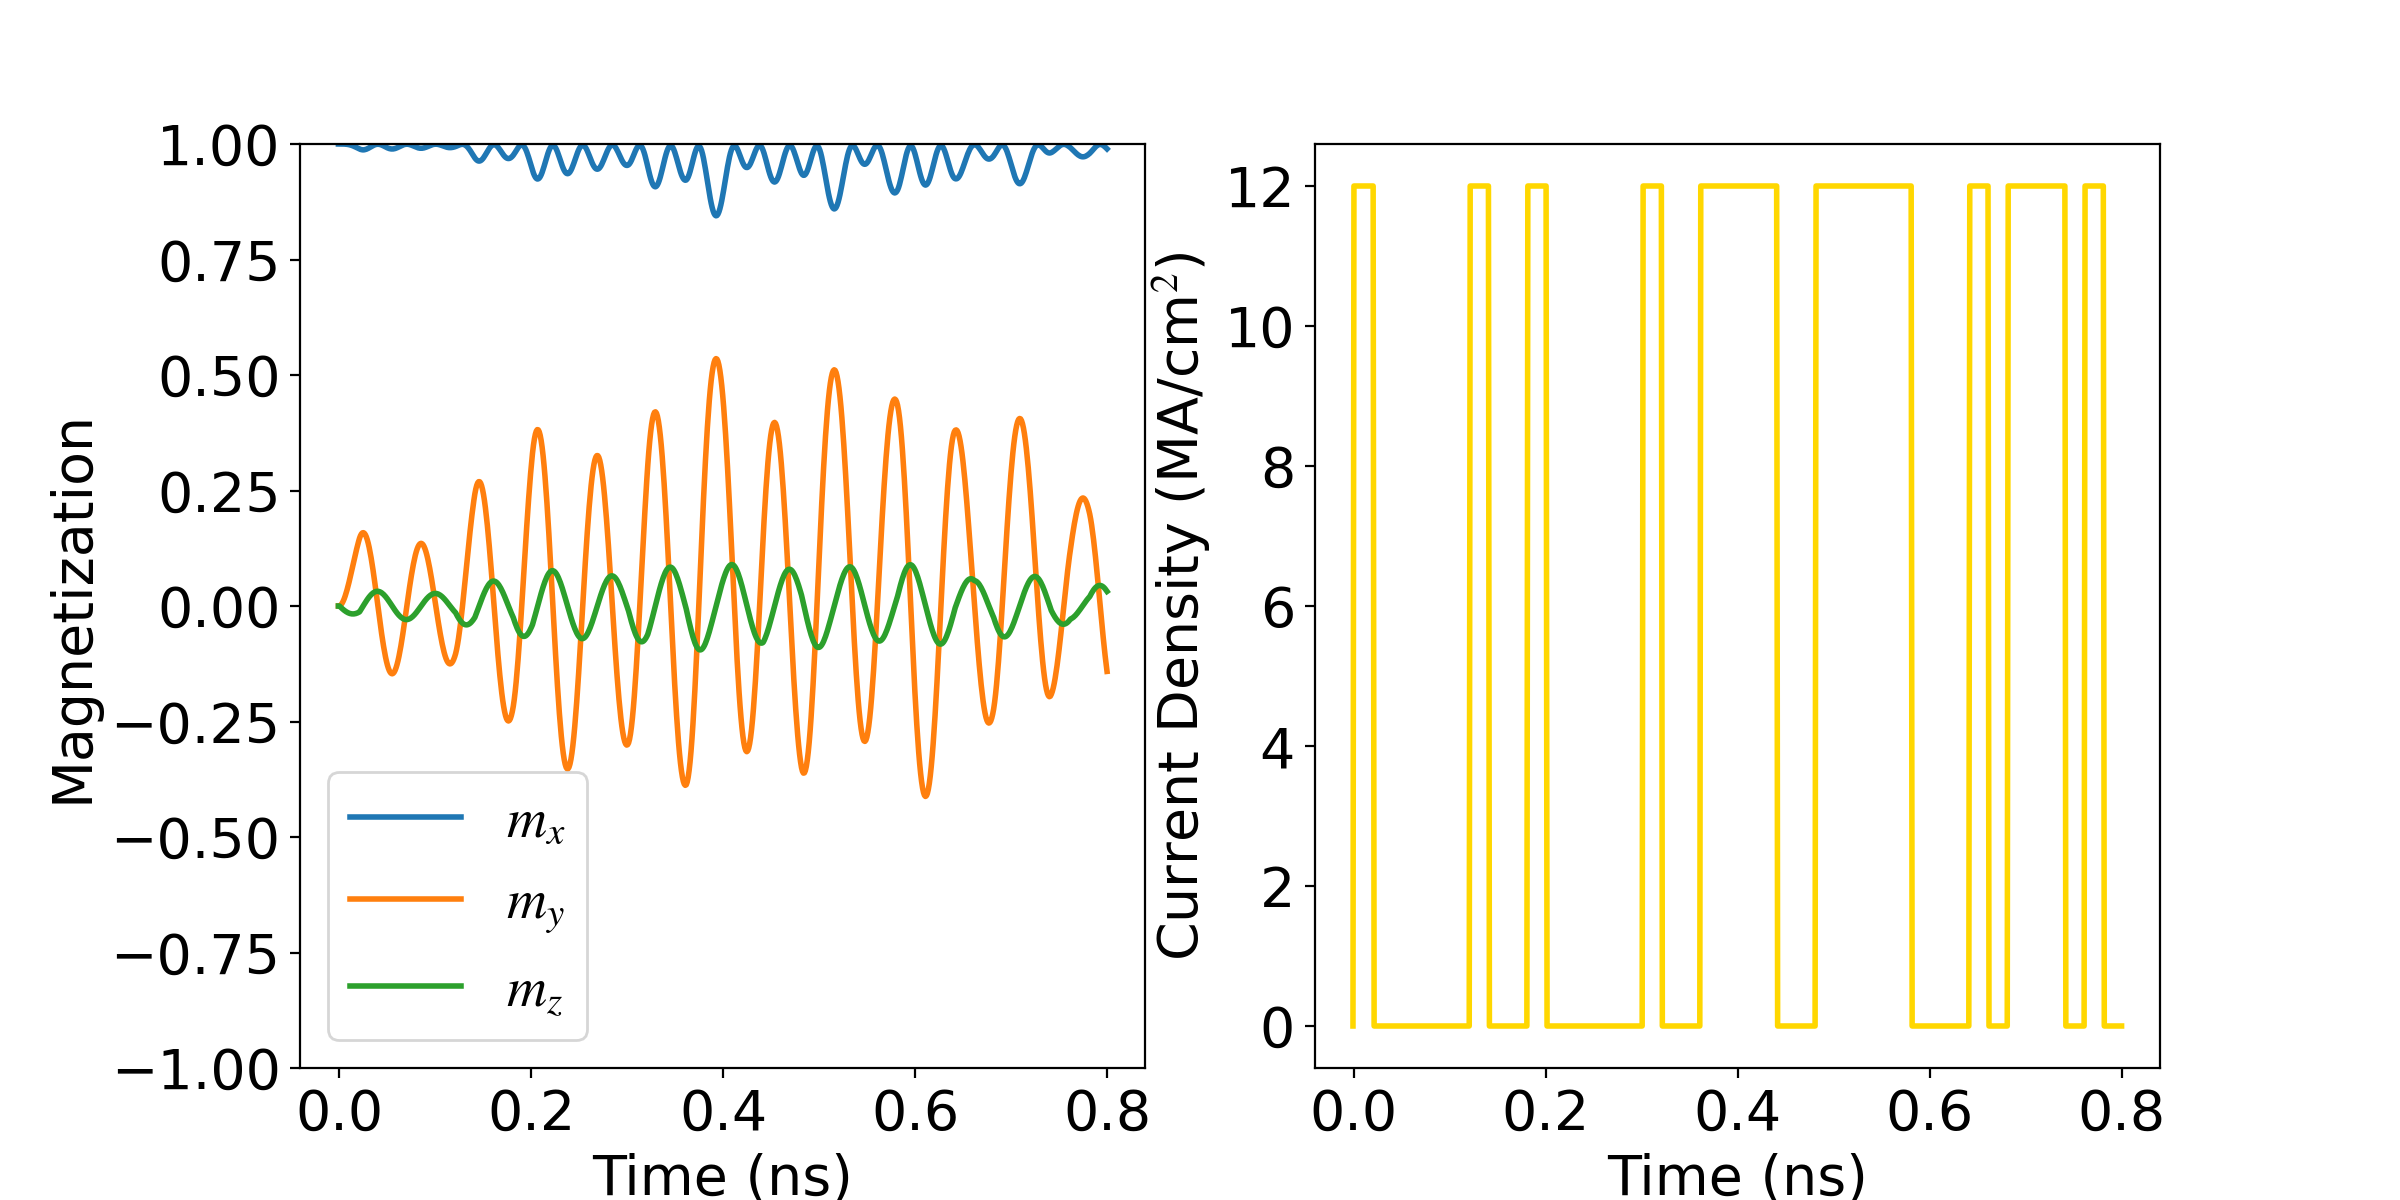 1.00
0.75
0.50
0.25
0.00
−0.25
−0.50
−0.75
−1.00
Magnetization
m_x
m_y
m_z
0.0 0.2 0.4 0.6 0.8
Time (ns)
12
10
8
6
4
2
0
Current Density (MA/cm²)
0.0 0.2 0.4 0.6 0.8
Time (ns)